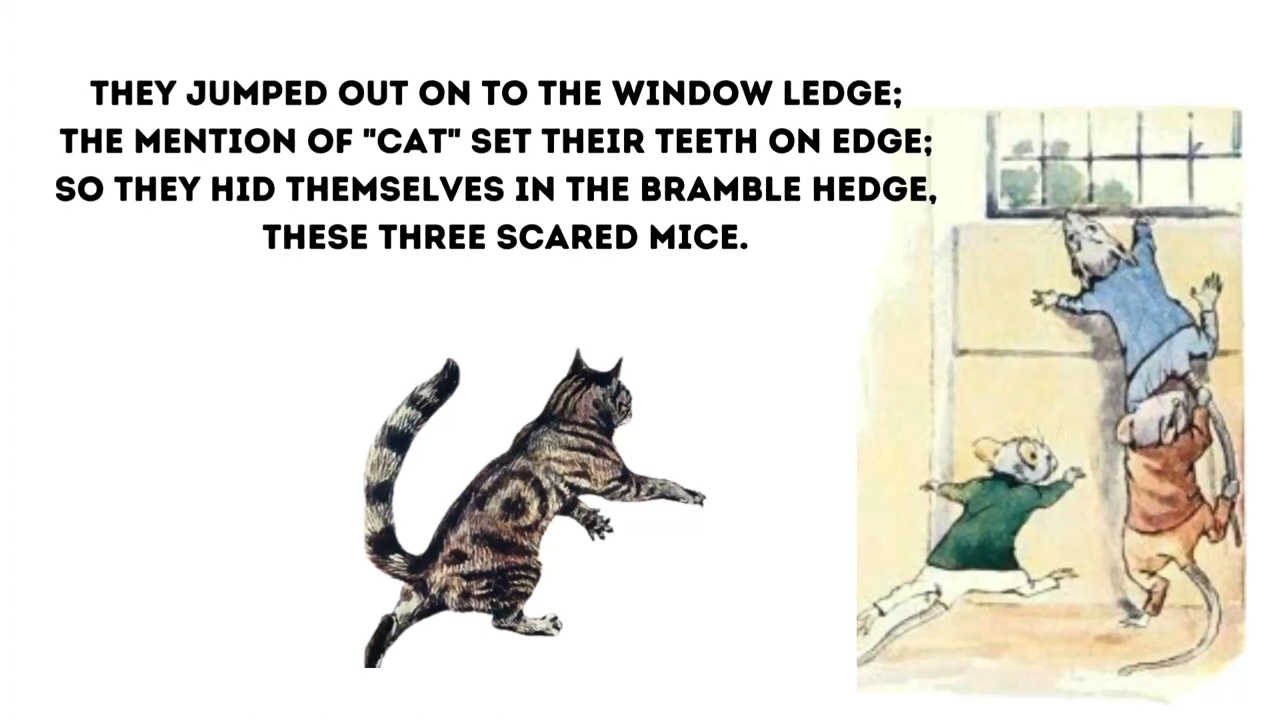 THEY JUMPED OUT ON TO THE WINDOW LEDGE;
THE MENTION OF "CAT" SET THEIR TEETH ON EDGE;
SO THEY HID THEMSELVES IN THE BRAMBLE HEDGE,
THESE THREE SCARED MICE.